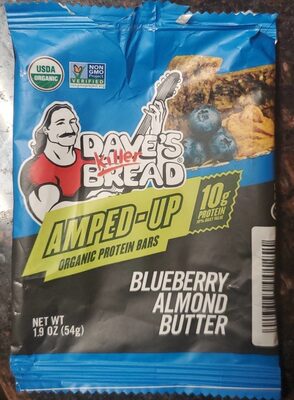 USDA
ORGANIC
NON
GMO
Project
VERIFIED
DAVE'S
Killer
BREAD
AMPED-UP
ORGANIC PROTEIN BARS
10g
PROTEIN
BLUEBERRY
ALMOND
BUTTER
NET WT
1.9 OZ (54g)